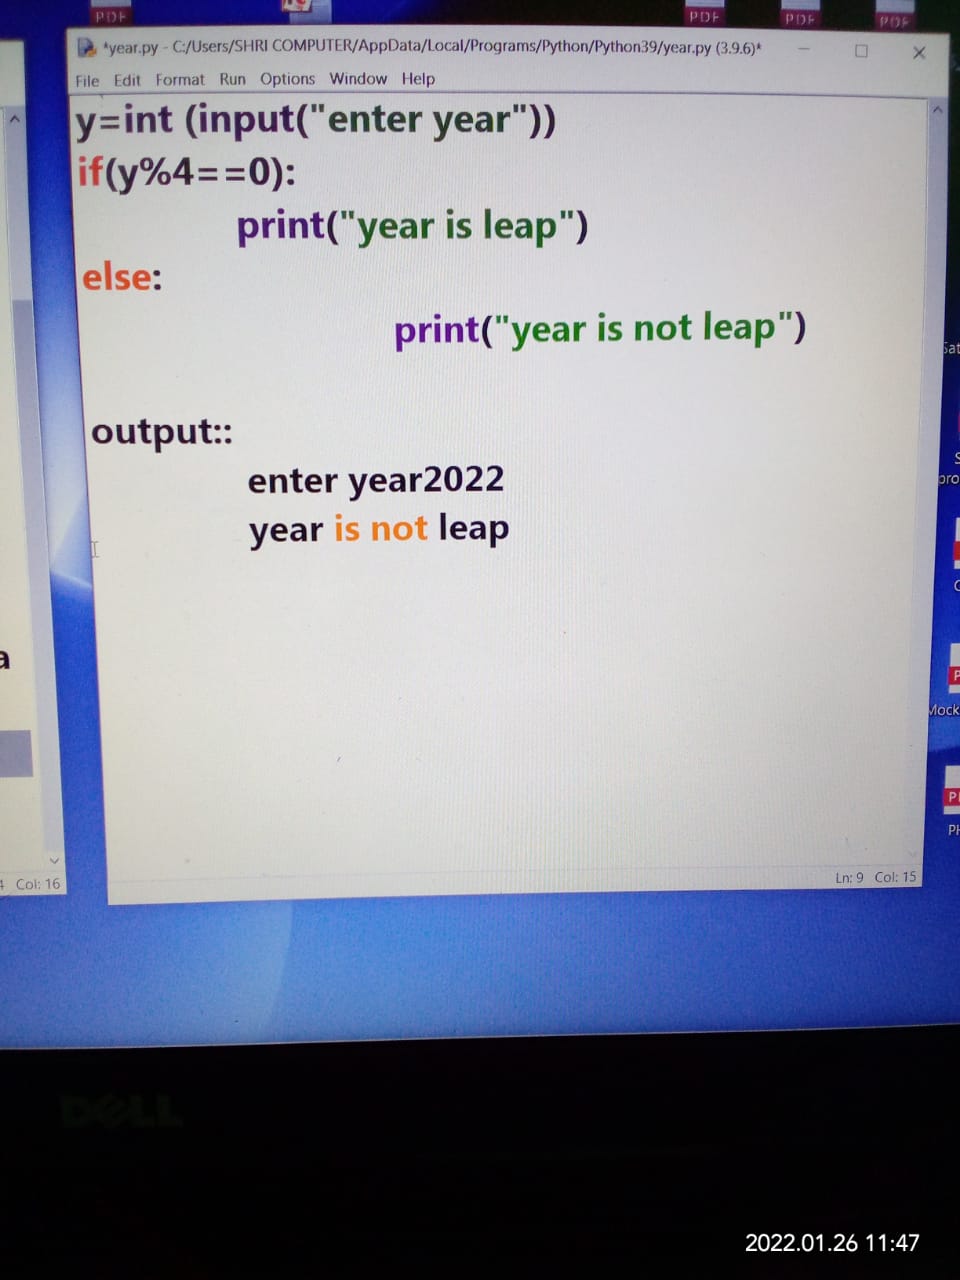 PDF
PDF PDF PDF
*year.py - C:/Users/SHRI COMPUTER/AppData/Local/Programs/Python/Python39/year.py (3.9.6)*
File Edit Format Run Options Window Help
y=int (input("enter year"))
if(y%4==0):
print("year is leap")
else:
print("year is not leap")
output::
enter year2022
year is not leap
a
Mock
Col: 16
Ln: 9 Col: 15
DELL
2022.01.26 11:47